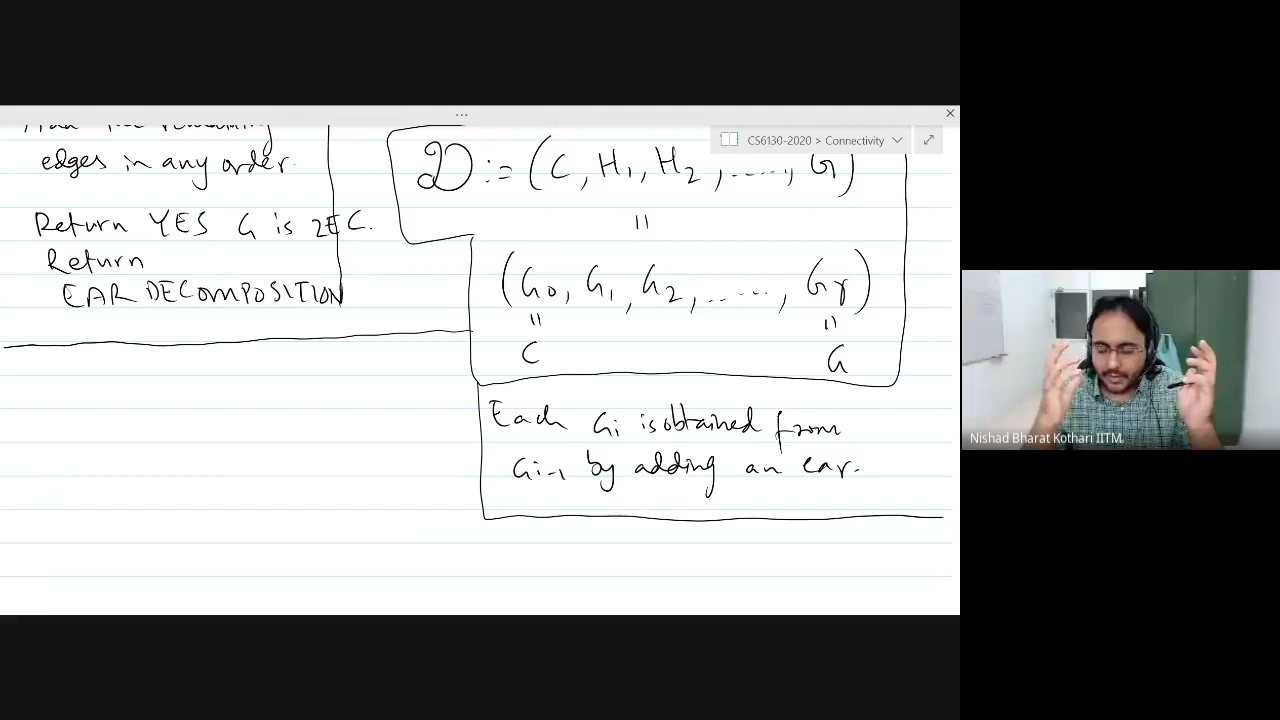 CS6130-2020 > Connectivity
edges in any order.
Return YES G is 2EC.
Return
EAR DECOMPOSITION
D := (C, H1, H2, ....., G)
=
(G0, G1, G2, ......, Gr)
= =
C G
Each Gi is obtained from
Gi-1 by adding an ear.
Nishad Bharat Kothari IITM.